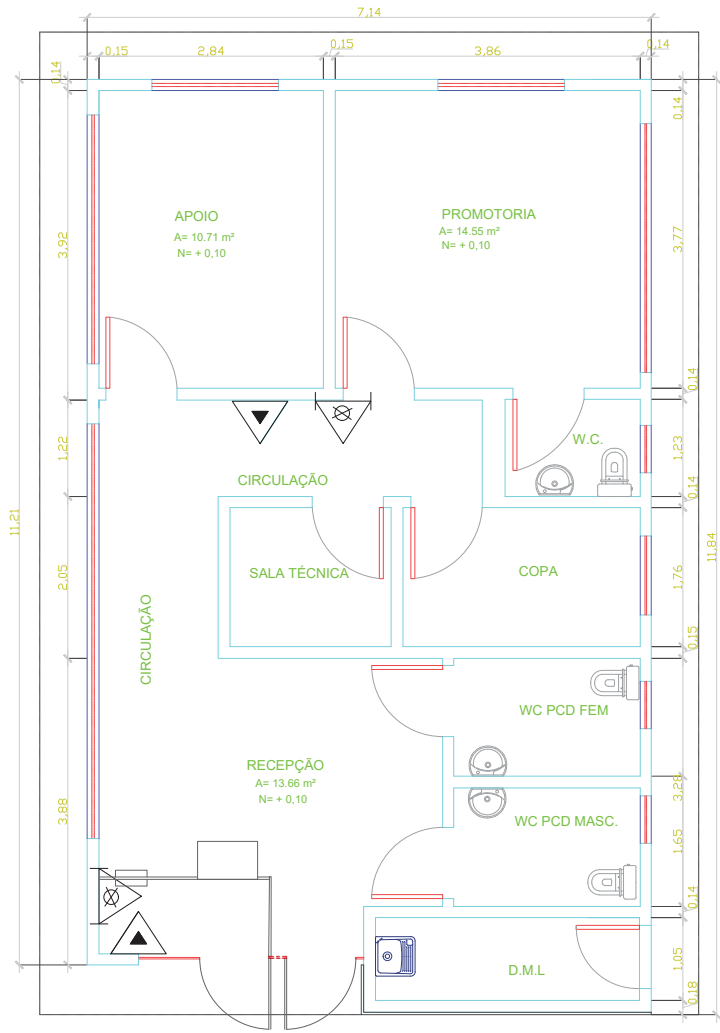 7,14
0,15
2,84
0,15
3,86
0,14
0,14
0,14
APOIO
A= 10.71 m²
N= + 0,10
PROMOTORIA
A= 14.55 m²
N= + 0,10
3,92
3,77
0,14
W.C.
1,22
1,23
CIRCULAÇÃO
0,14
11,21
11,84
SALA TÉCNICA
COPA
2,05
1,76
CIRCULAÇÃO
0,15
WC PCD FEM
RECEPÇÃO
A= 13.66 m²
N= + 0,10
3,28
3,88
WC PCD MASC.
1,65
0,14
D.M.L
1,05
0,18